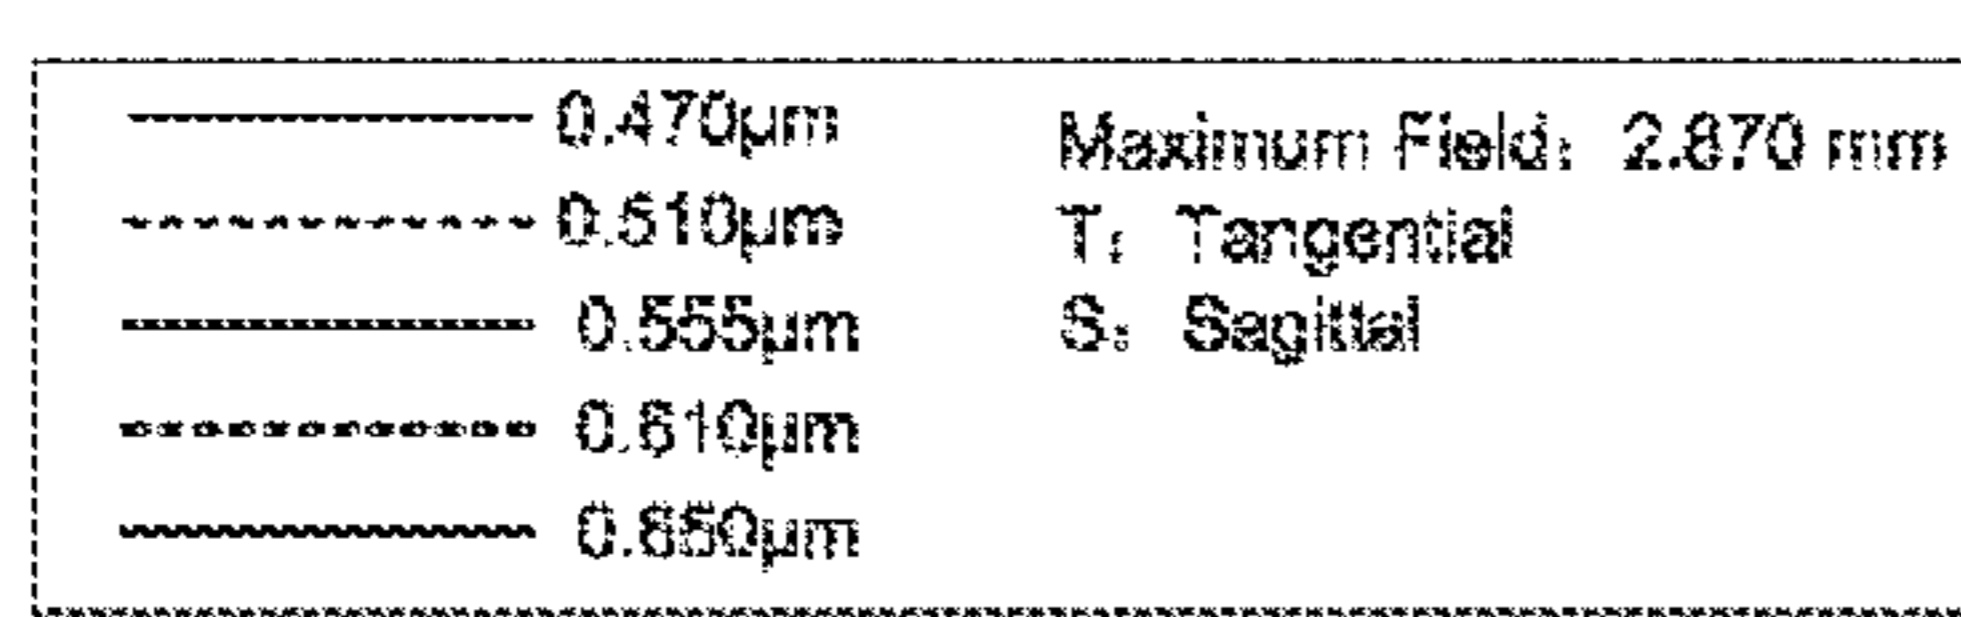 0.470μm
0.510μm
0.555μm
0.610μm
0.650μm
Maximum Field: 2.870 mm
T: Tangential
S: Sagittal